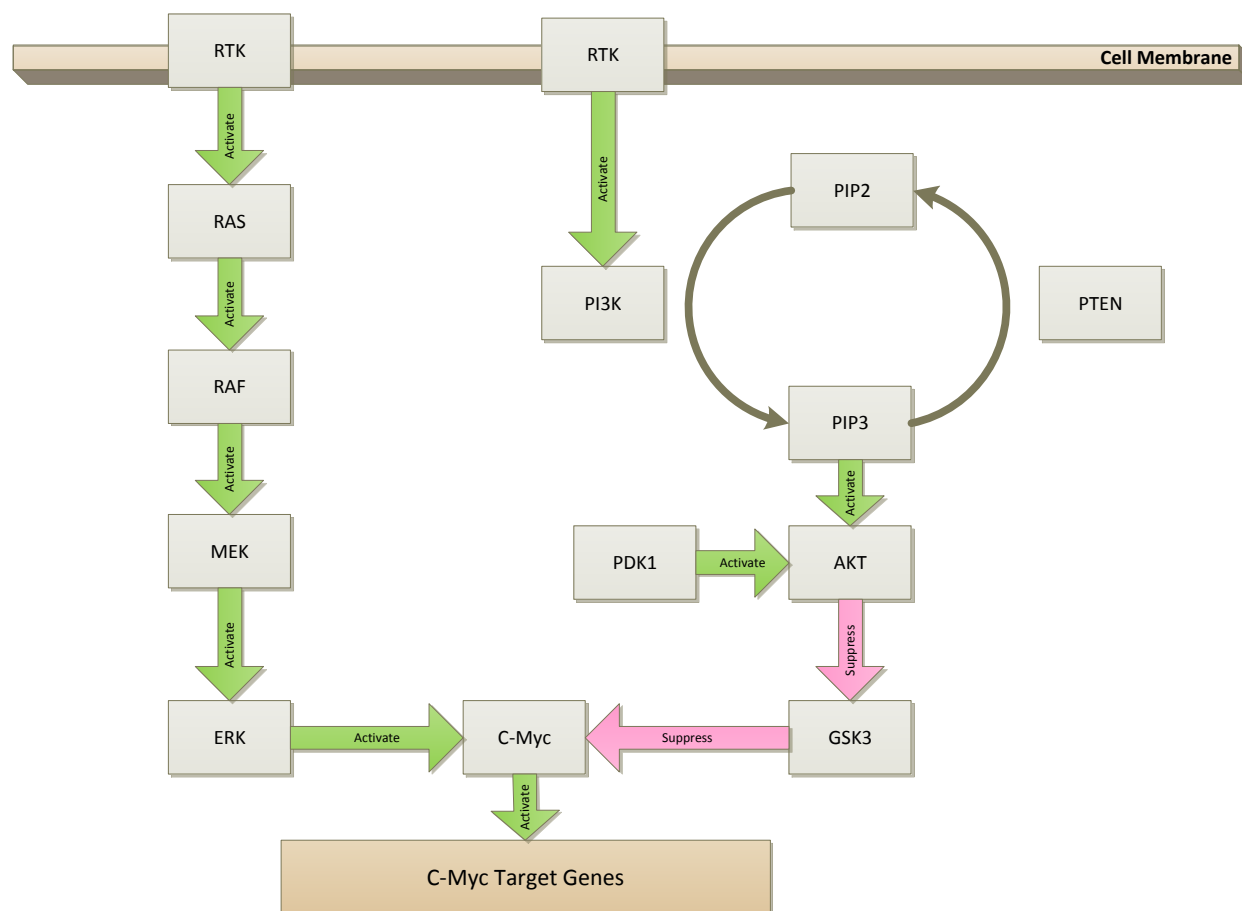 RTK
RTK
Cell Membrane
Activate
Activate
PIP2
RAS
Activate
PI3K
PTEN
RAF
PIP3
Activate
Activate
MEK
PDK1
Activate
AKT
Activate
Suppress
ERK
Activate
C-Myc
Suppress
GSK3
Activate
C-Myc Target Genes